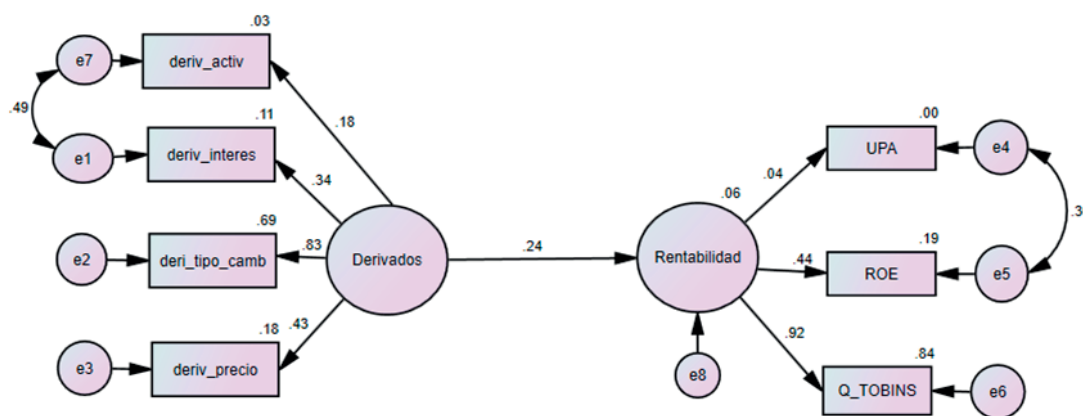 .03
e7
deriv_activ
.49
.18
.11
e1
deriv_interes
.34
.69
e2
deri_tipo_camb
.83
Derivados
.18
.43
e3
deriv_precio
.24
.06
Rentabilidad
e8
.00
.04
UPA
e4
.3
.19
.44
ROE
e5
.92
.84
Q_TOBINS
e6